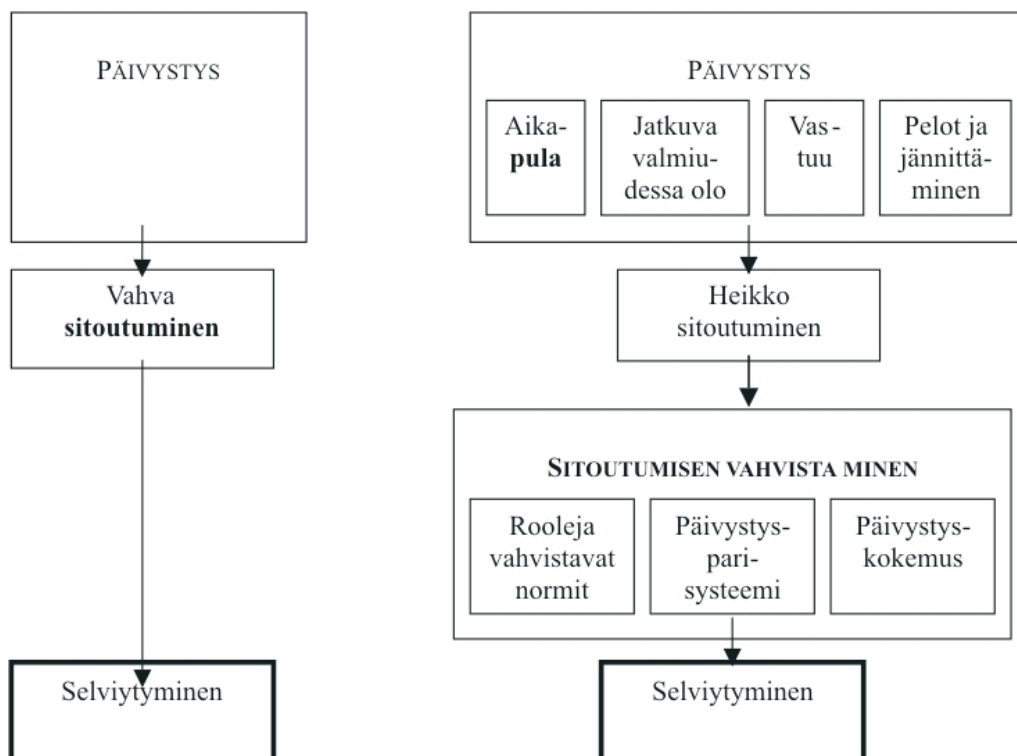 PÄIVYSTYS
Vahva
sitoutuminen
Selviytyminen
PÄIVYSTYS
Aika-
pula
Jatkuva
valmiu-
dessa olo
Vas-
tuu
Pelot ja
jännittä-
minen
Heikko
sitoutuminen
SITOUTUMISEN VAHVISTA MINEN
Rooleja
vahvistavat
normit
Päivystys-
pari-
systeemi
Päivystys-
kokemus
Selviytyminen